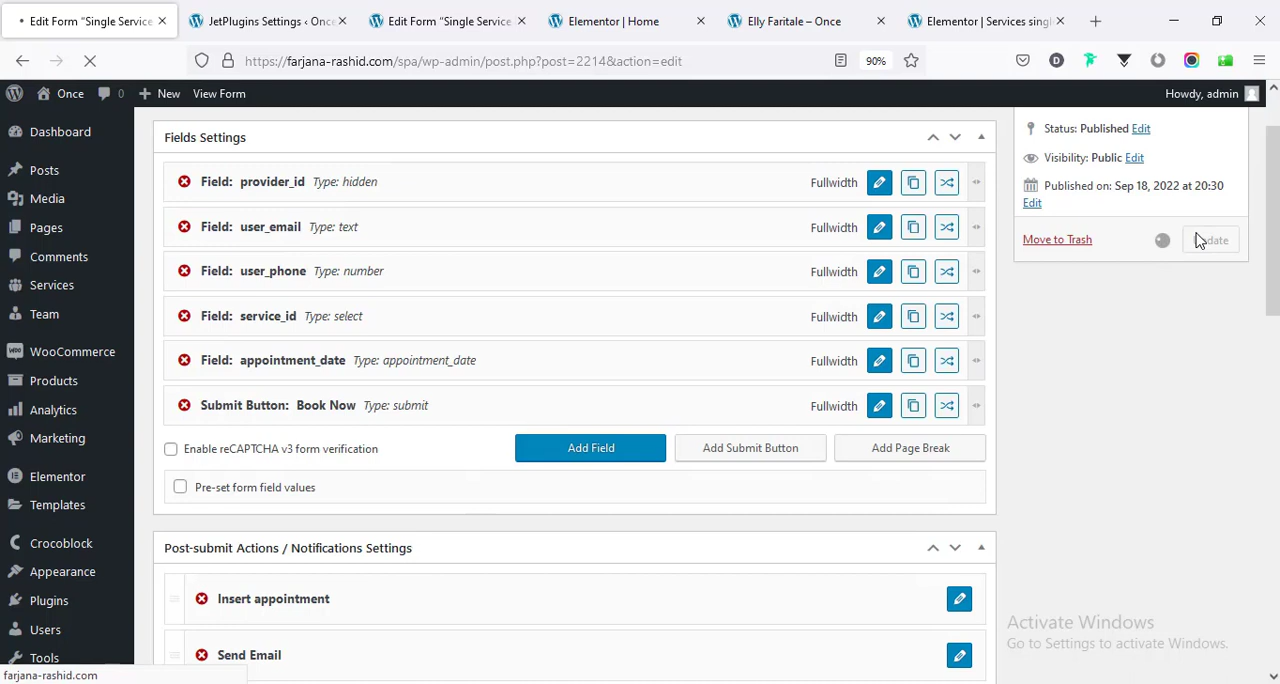 Edit Form “Single Service
JetPlugins Settings ‹ Once
Edit Form “Single Service
Elementor | Home
Elly Faritale – Once
Elementor | Services singl
https://farjana-rashid.com/spa/wp-admin/post.php?post=2214&action=edit
90%
Once
0
New
View Form
Howdy, admin
Dashboard
Posts
Media
Pages
Comments
Services
Team
WooCommerce
Products
Analytics
Marketing
Elementor
Templates
Crocoblock
Appearance
Plugins
Users
Tools
Fields Settings
Field: provider_id Type: hidden Fullwidth
Field: user_email Type: text Fullwidth
Field: user_phone Type: number Fullwidth
Field: service_id Type: select Fullwidth
Field: appointment_date Type: appointment_date Fullwidth
Submit Button: Book Now Type: submit Fullwidth
Enable reCAPTCHA v3 form verification
Add Field
Add Submit Button
Add Page Break
Pre-set form field values
Post-submit Actions / Notifications Settings
Insert appointment
Send Email
Status: Published Edit
Visibility: Public Edit
Published on: Sep 18, 2022 at 20:30
Edit
Move to Trash
Activate Windows
Go to Settings to activate Windows.
farjana-rashid.com